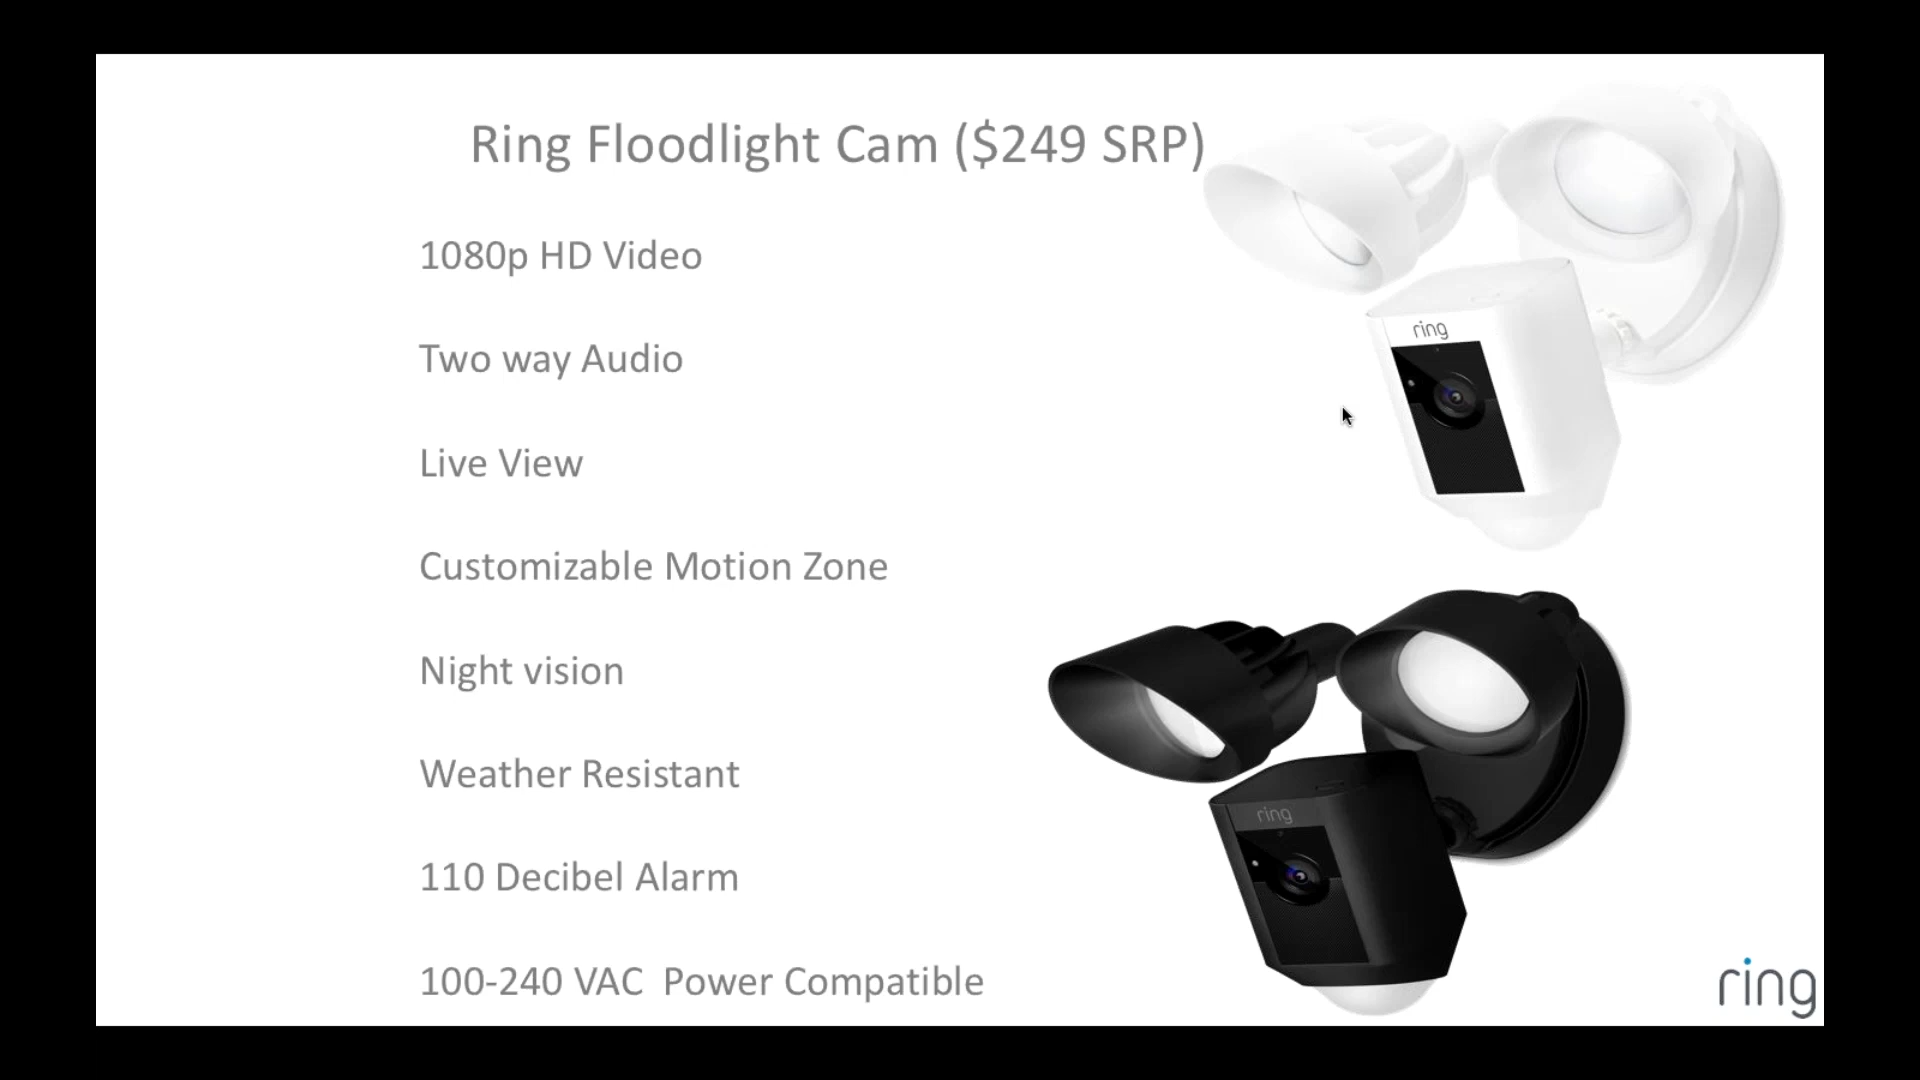 Ring Floodlight Cam ($249 SRP)
1080p HD Video
Two way Audio
Live View
Customizable Motion Zone
Night vision
Weather Resistant
110 Decibel Alarm
100-240 VAC  Power Compatible
ring
ring
ring